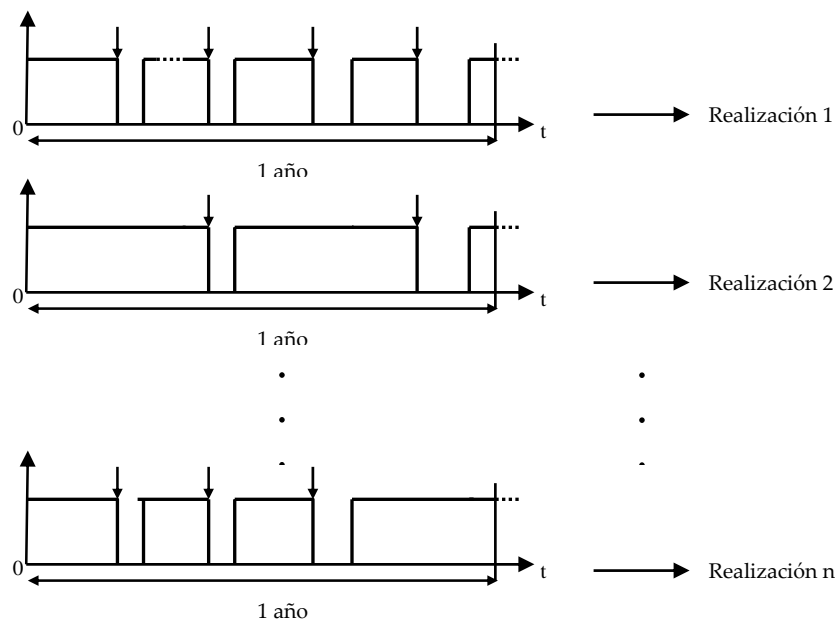 0
t
Realización 1
1 año
0
t
Realización 2
1 año
0
t
Realización n
1 año